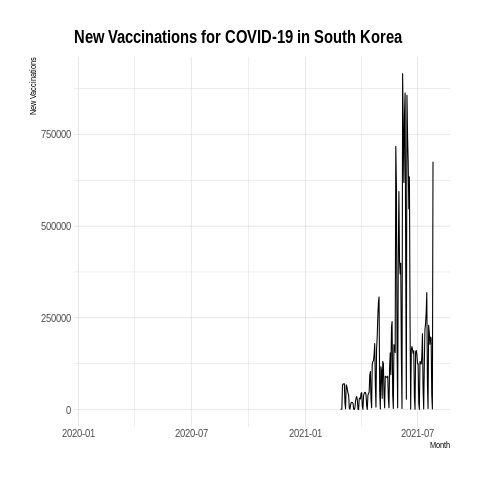 New Vaccinations for COVID-19 in South Korea
New Vaccinations
750000
500000
250000
0
2020-01 2020-07 2021-01 2021-07
Month